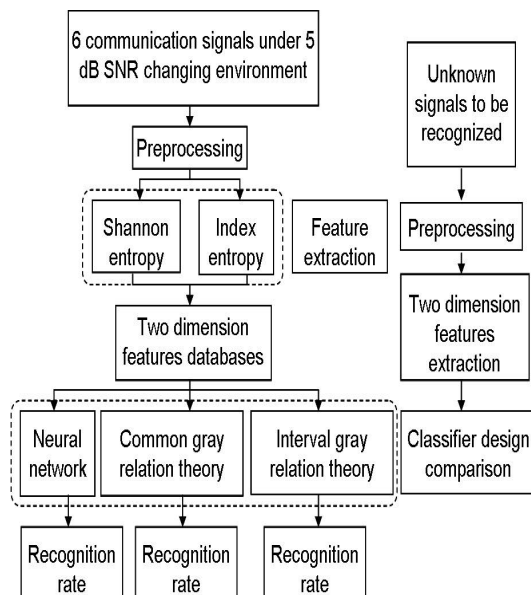 6 communication signals under 5
dB SNR changing environment
Unknown
signals to be
recognized
Preprocessing
Shannon
entropy
Index
entropy
Feature
extraction
Preprocessing
Two dimension
features databases
Two dimension
features
extraction
Neural
network
Common gray
relation theory
Interval gray
relation theory
Classifier design
comparison
Recognition
rate
Recognition
rate
Recognition
rate